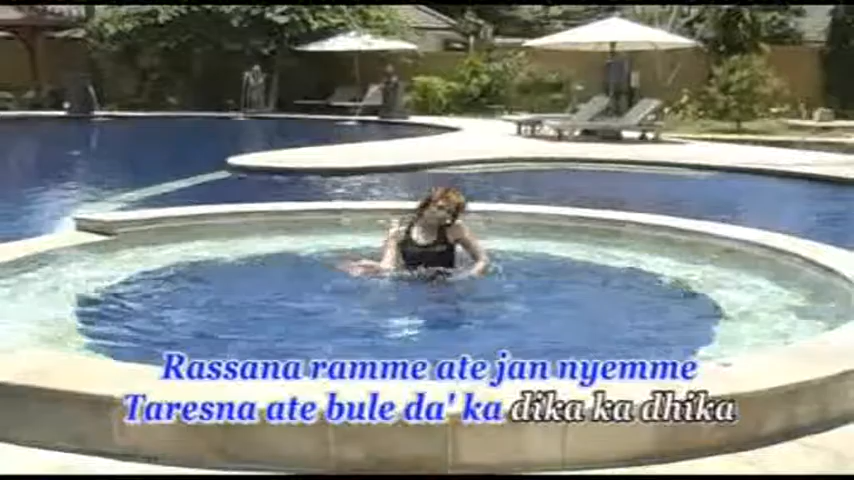 Rassana ramme ate jan nyemme
Taresna ate bule da' ka dika ka dhika